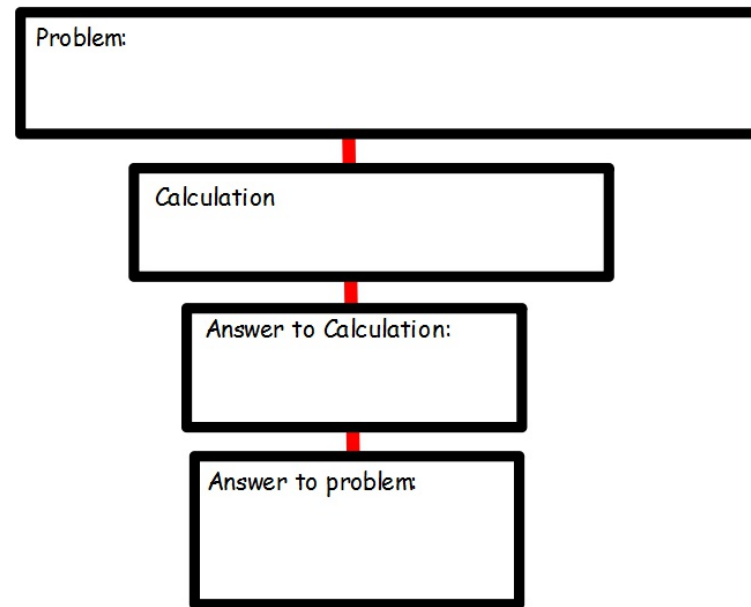 Problem:
Calculation
Answer to Calculation:
Answer to problem: